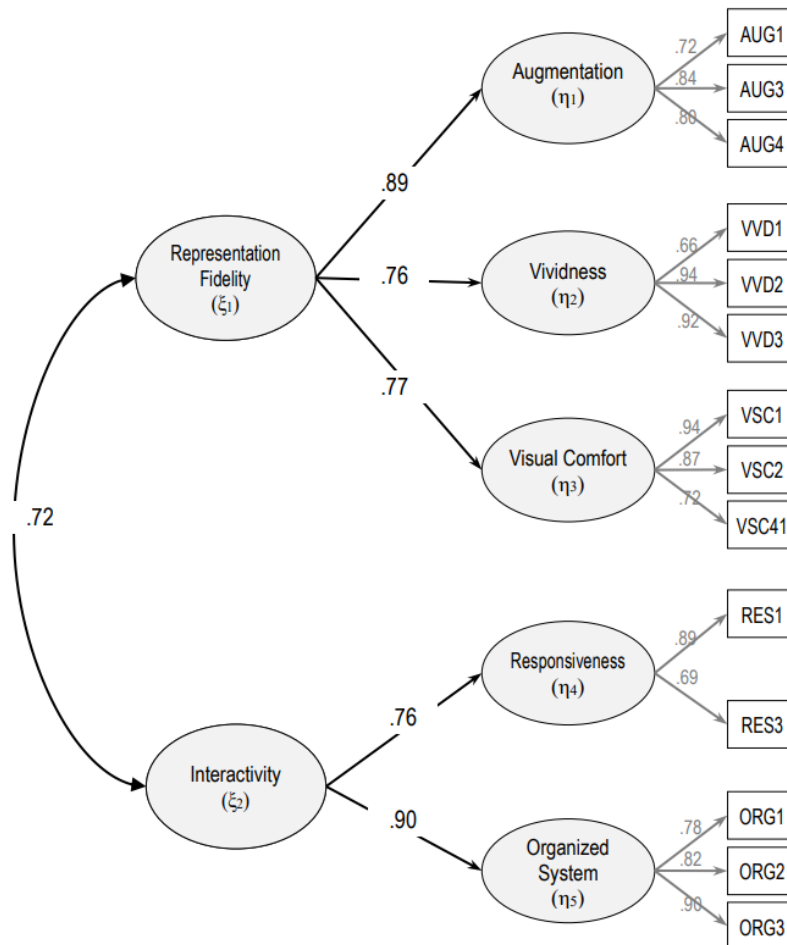 AUG1
.72
Augmentation
(η1)
.84
AUG3
.80
AUG4
.89
VVD1
Representation
Fidelity
(ξ1)
.66
.76
Vividness
(η2)
.94
VVD2
.92
VVD3
.77
VSC1
.94
Visual Comfort
(η3)
.87
VSC2
.72
VSC41
.72
RES1
.89
Responsiveness
(η4)
.69
.76
RES3
Interactivity
(ξ2)
.90
ORG1
.78
Organized
System
(η5)
.82
ORG2
.90
ORG3